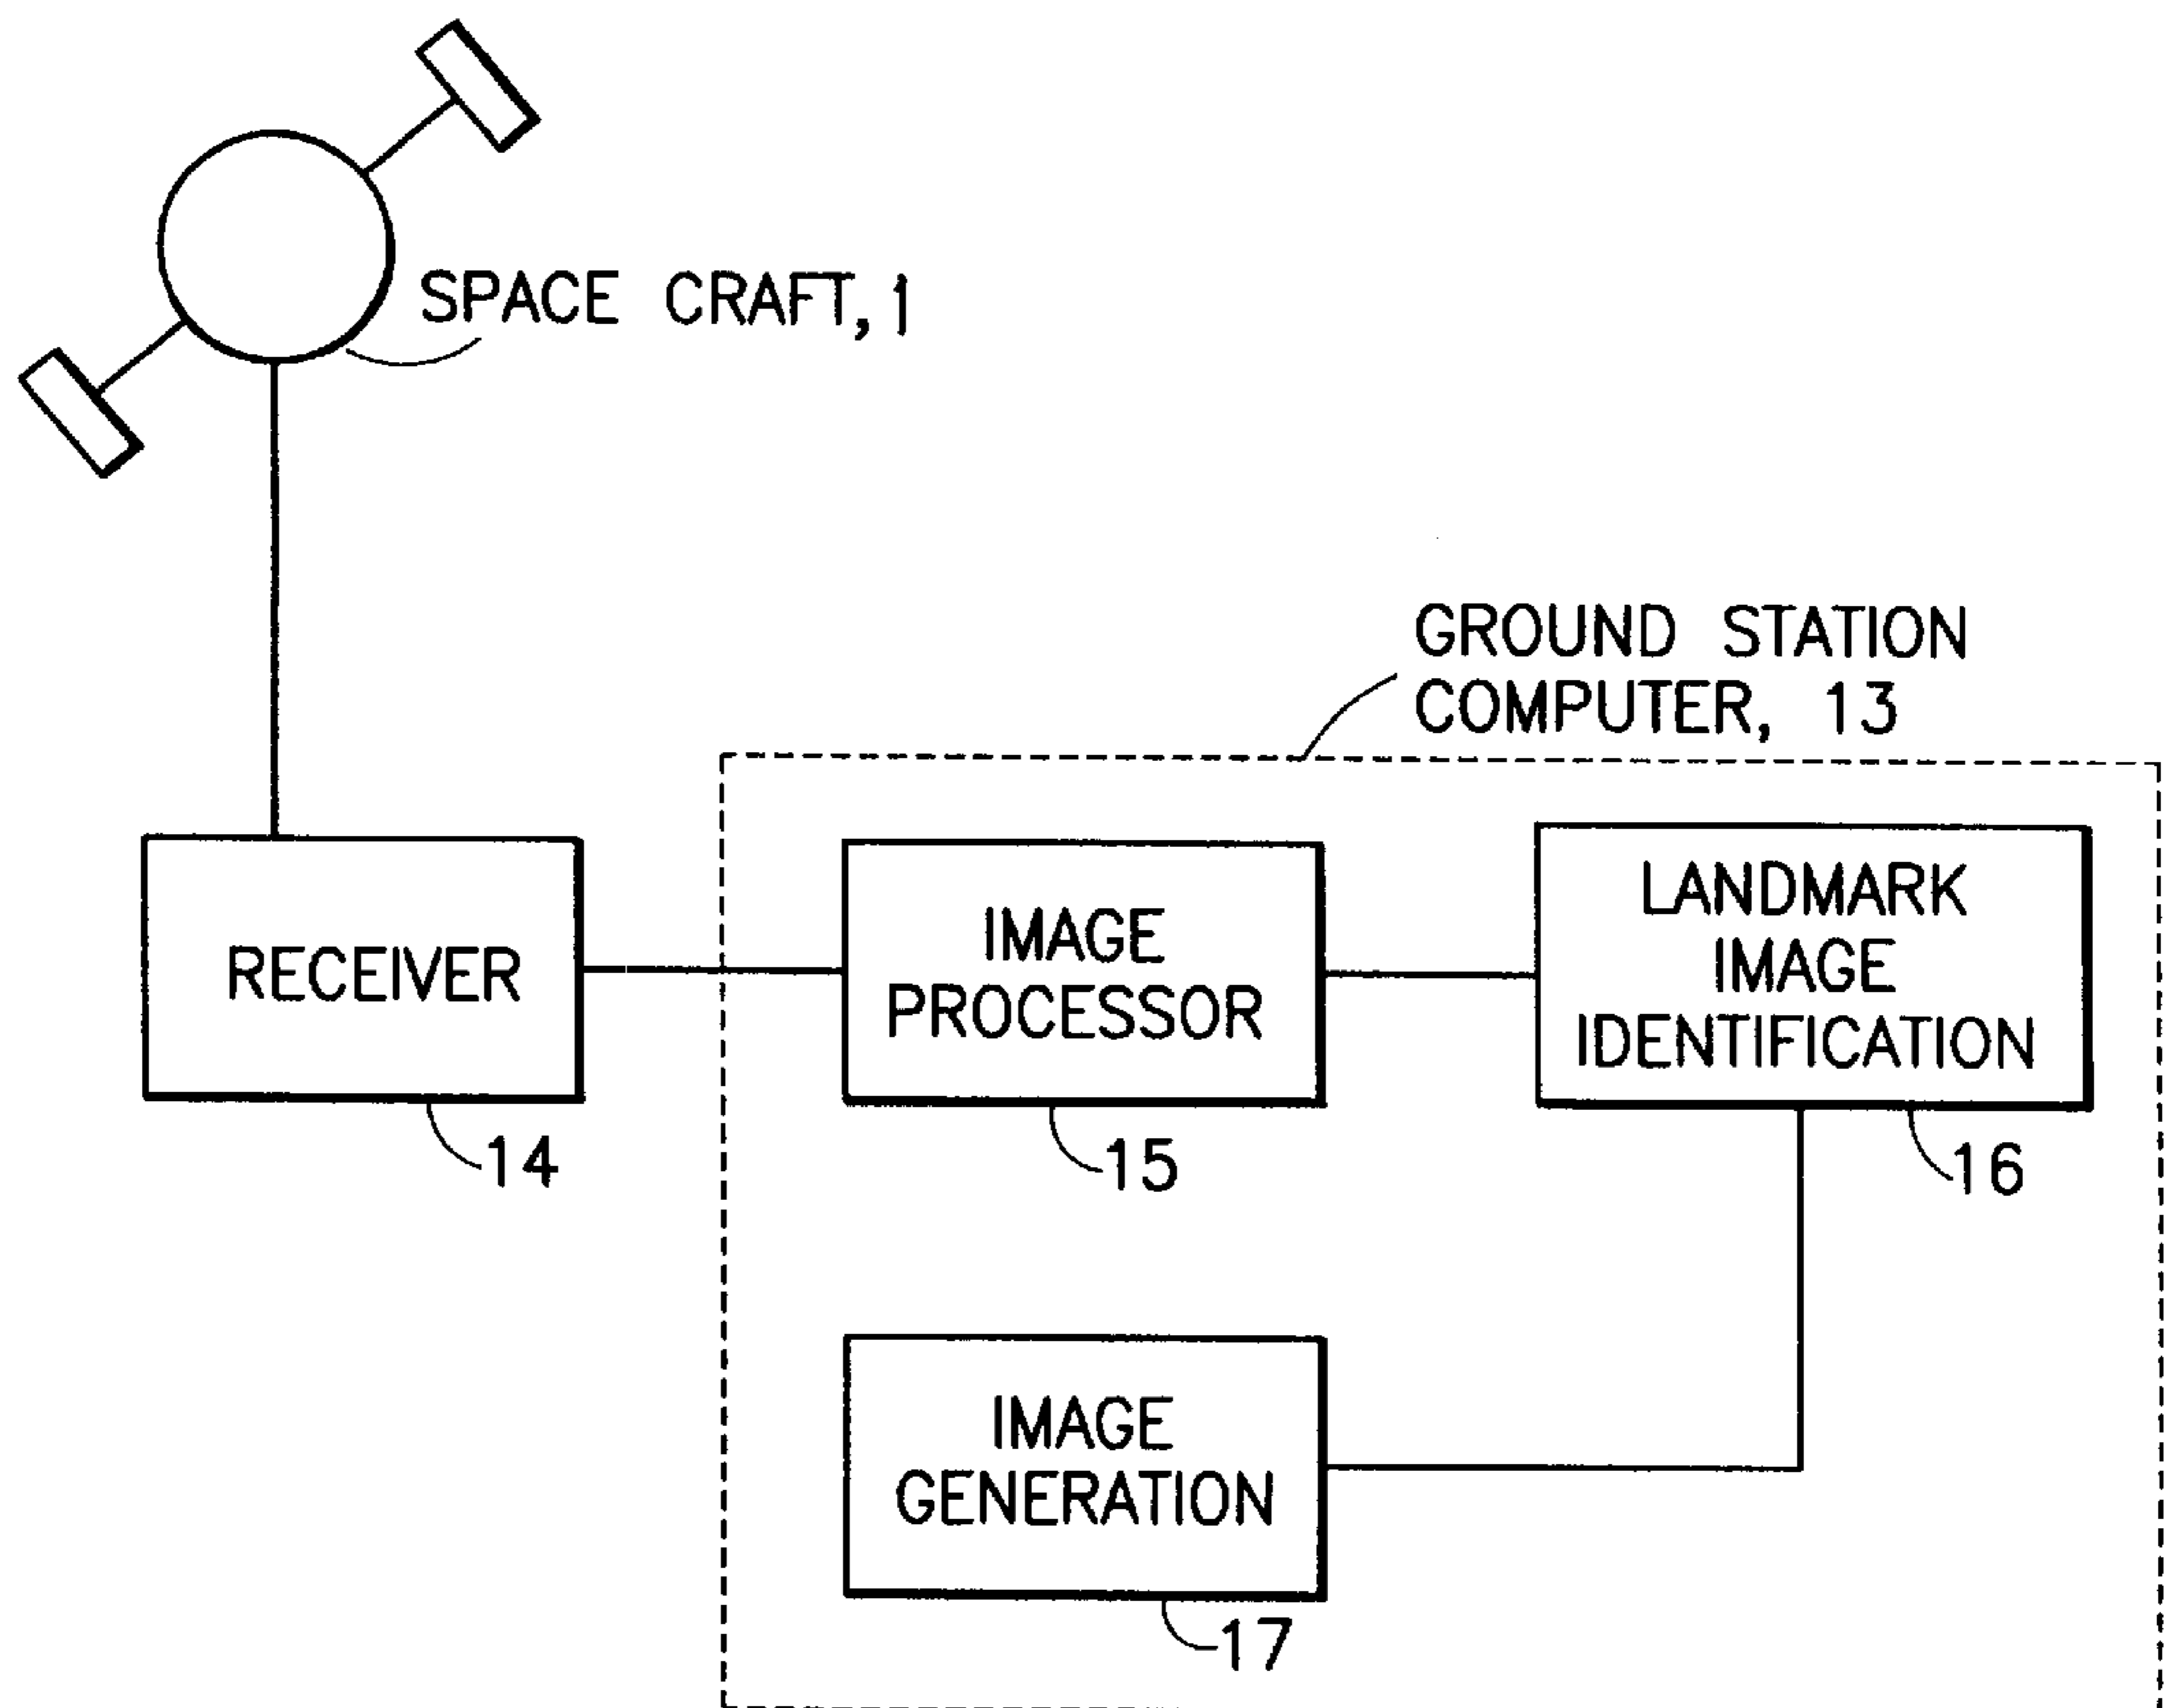 SPACE CRAFT, 1
GROUND STATION
COMPUTER, 13
RECEIVER
14
IMAGE
PROCESSOR
15
LANDMARK
IMAGE
IDENTIFICATION
16
IMAGE
GENERATION
17